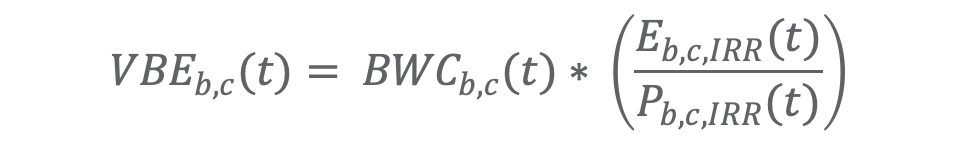 VBE_{b,c}(t) = BWC_{b,c}(t) * (E_{b,c,IRR}(t) / P_{b,c,IRR}(t))